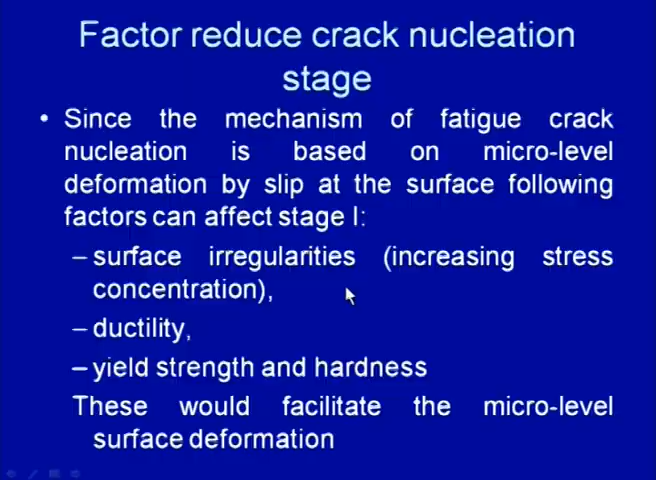 Factor reduce crack nucleation
stage
• Since the mechanism of fatigue crack
nucleation is based on micro-level
deformation by slip at the surface following
factors can affect stage I:
– surface irregularities (increasing stress
concentration),
– ductility,
– yield strength and hardness
These would facilitate the micro-level
surface deformation